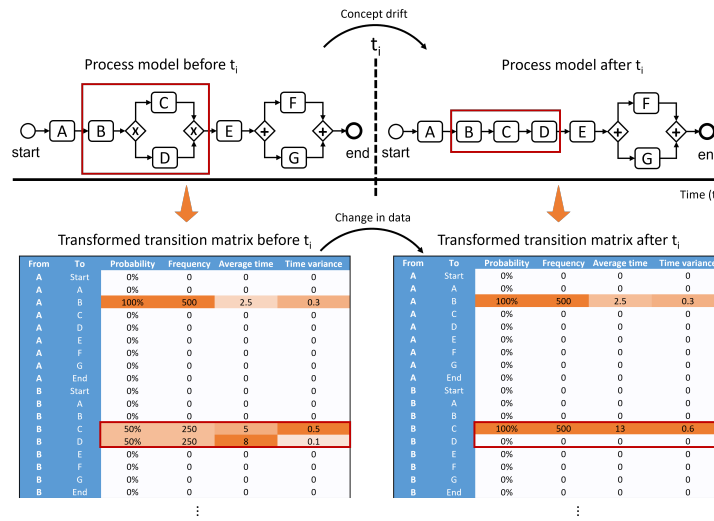 Concept drift
t_i
Process model before t_i
Process model after t_i
start A B X C D X E + F G + end
start A B C D E + F G + en
Time (t
Change in data
Transformed transition matrix before t_i
Transformed transition matrix after t_i
From To Probability Frequency Average time Time variance
A Start 0% 0 0 0
A A 0% 0 0 0
A B 100% 500 2.5 0.3
A C 0% 0 0 0
A D 0% 0 0 0
A E 0% 0 0 0
A F 0% 0 0 0
A G 0% 0 0 0
A End 0% 0 0 0
B Start 0% 0 0 0
B A 0% 0 0 0
B B 0% 0 0 0
B C 50% 250 5 0.5
B D 50% 250 8 0.1
B E 0% 0 0 0
B F 0% 0 0 0
B G 0% 0 0 0
B End 0% 0 0 0
⋮
From To Probability Frequency Average time Time variance
A Start 0% 0 0 0
A A 0% 0 0 0
A B 100% 500 2.5 0.3
A C 0% 0 0 0
A D 0% 0 0 0
A E 0% 0 0 0
A F 0% 0 0 0
A G 0% 0 0 0
A End 0% 0 0 0
B Start 0% 0 0 0
B A 0% 0 0 0
B B 0% 0 0 0
B C 100% 500 13 0.6
B D 0% 0 0 0
B E 0% 0 0 0
B F 0% 0 0 0
B G 0% 0 0 0
B End 0% 0 0 0
⋮